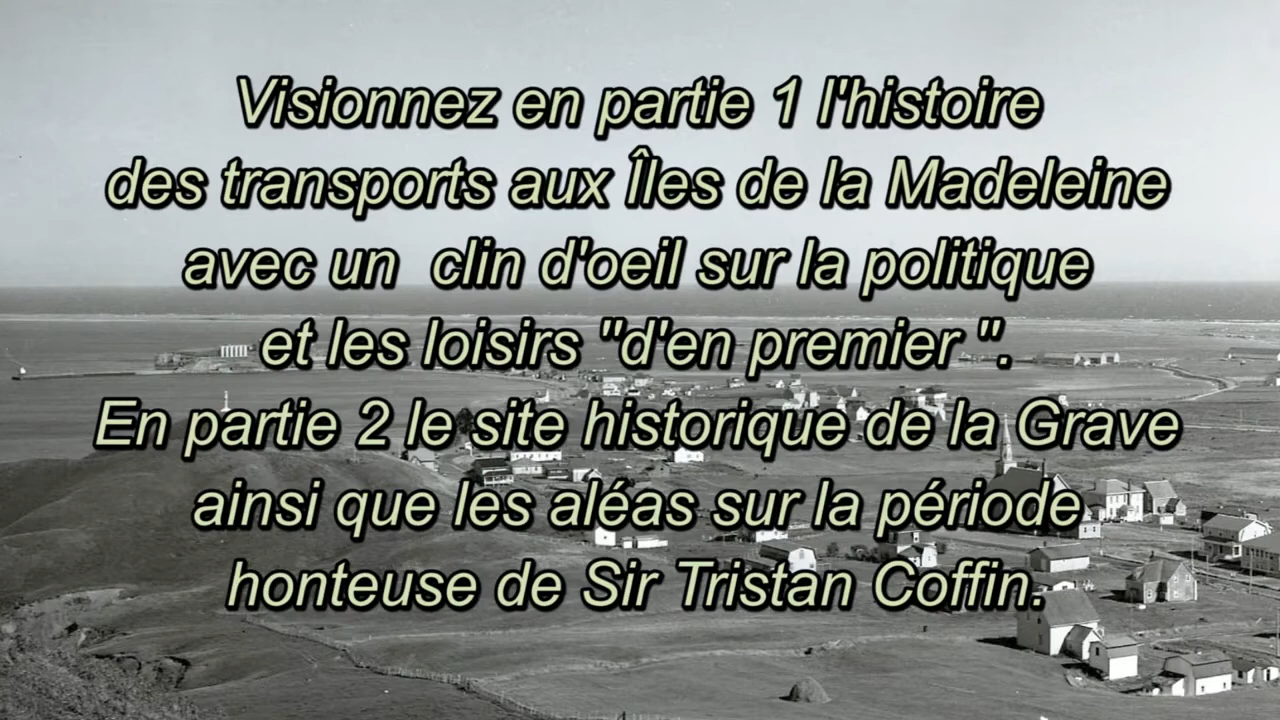 Visionnez en partie 1 l'histoire
des transports aux Îles de la Madeleine
avec un  clin d'oeil sur la politique
et les loisirs "d'en premier ".
En partie 2 le site historique de la Grave
ainsi que les aléas sur la période
honteuse de Sir Tristan Coffin.